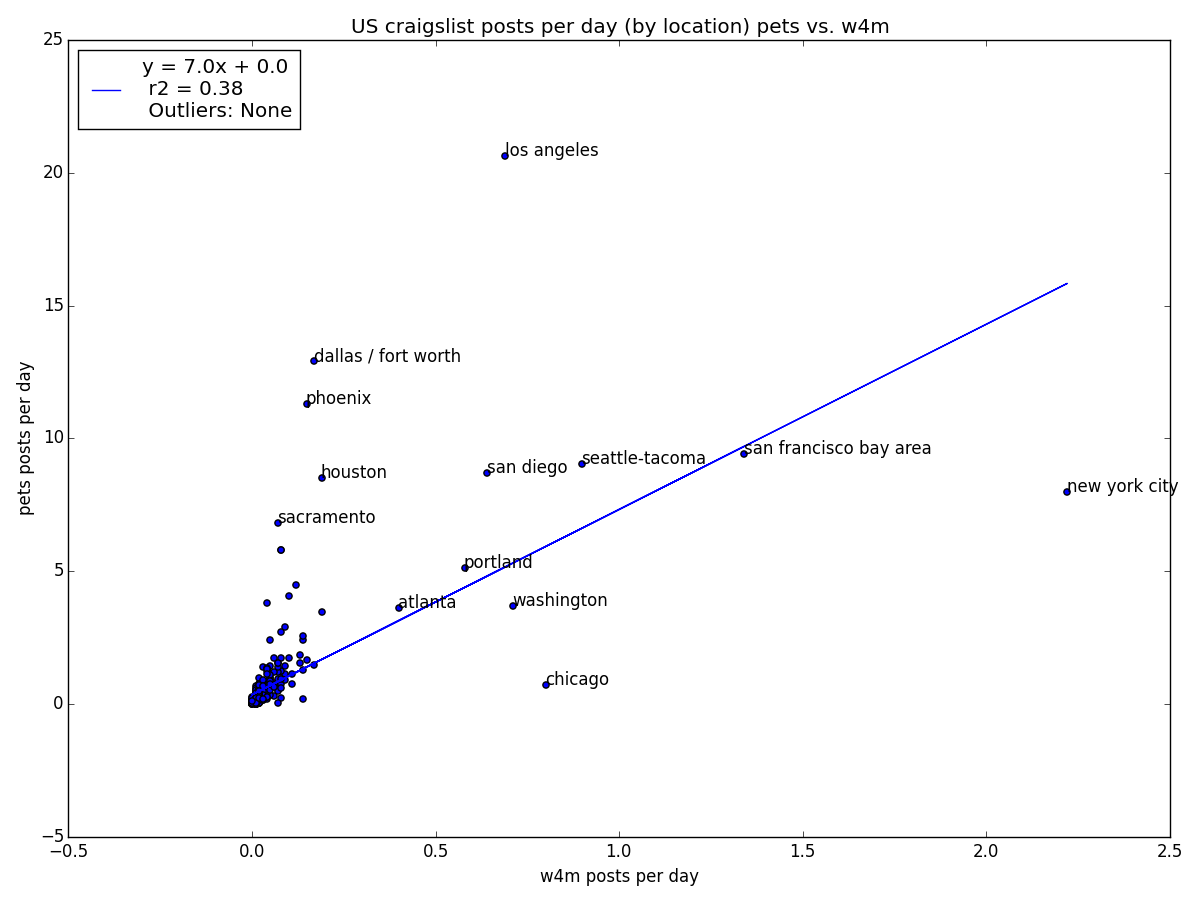 US craigslist posts per day (by location) pets vs. w4m
y = 7.0x + 0.0
r2 = 0.38
Outliers: None
25
20
15
10
5
0
−5
pets posts per day
los angeles
dallas / fort worth
phoenix
houston
san diego
seattle-tacoma
san francisco bay area
new york city
sacramento
portland
atlanta
washington
chicago
−0.5
0.0
0.5
1.0
1.5
2.0
2.5
w4m posts per day